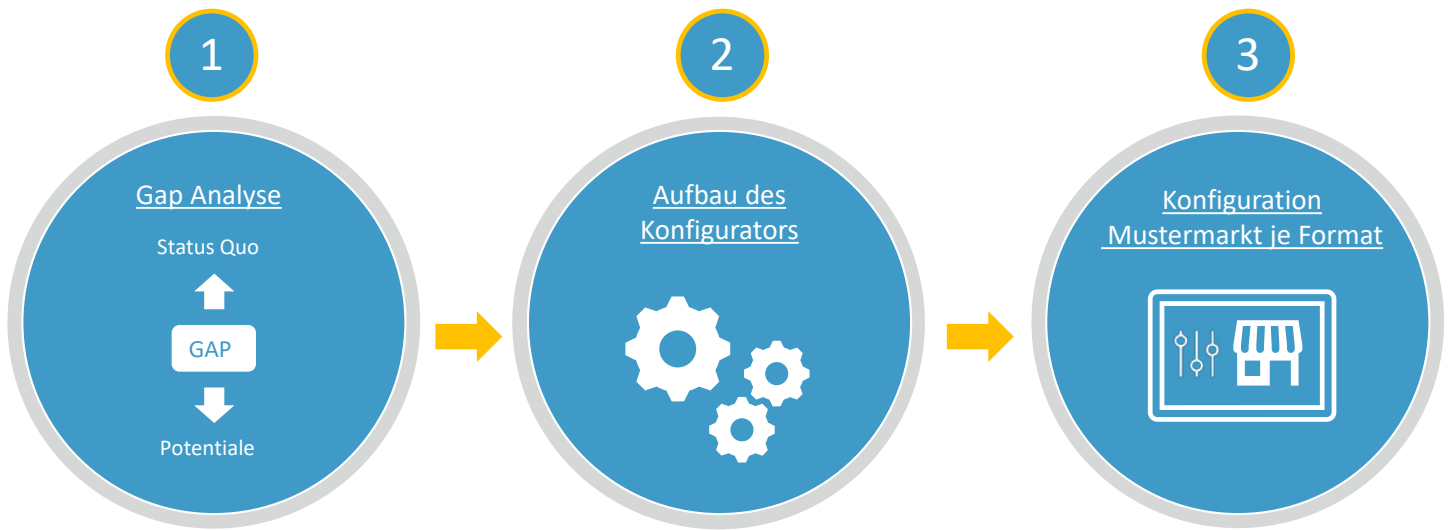 1
2
3
Gap Analyse
Status Quo
GAP
Potentiale
Aufbau des
Konfigurators
Konfiguration
Mustermarkt je Format